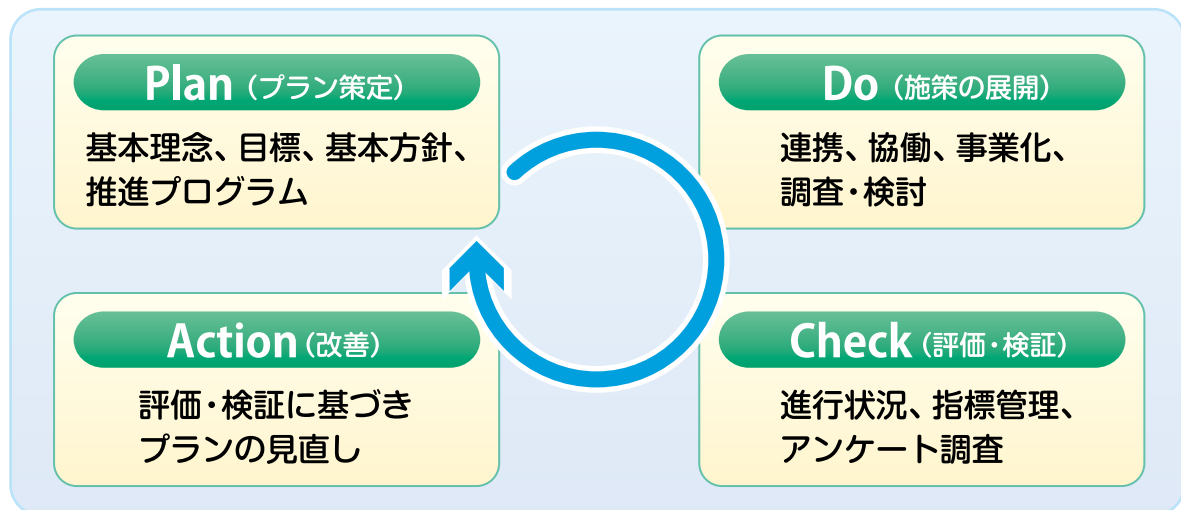 Plan（プラン策定）
基本理念、目標、基本方針、
推進プログラム
Do（施策の展開）
連携、協働、事業化、
調査・検討
Action（改善）
評価・検証に基づき
プランの見直し
Check（評価・検証）
進行状況、指標管理、
アンケート調査